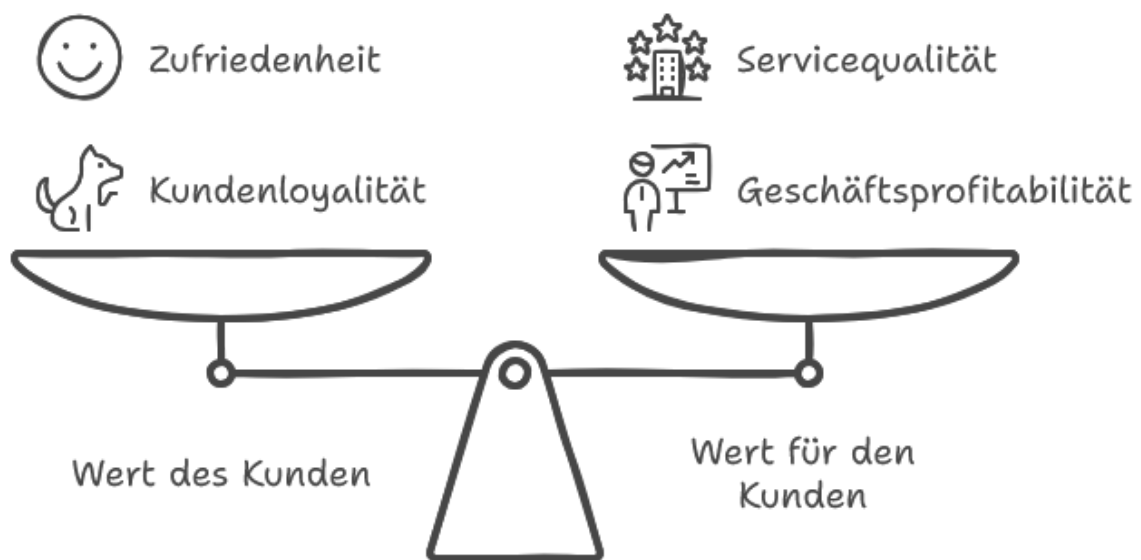 Zufriedenheit
Servicequalität
Kundenloyalität
Geschäftsprofitabilität
Wert des Kunden
Wert für den
Kunden